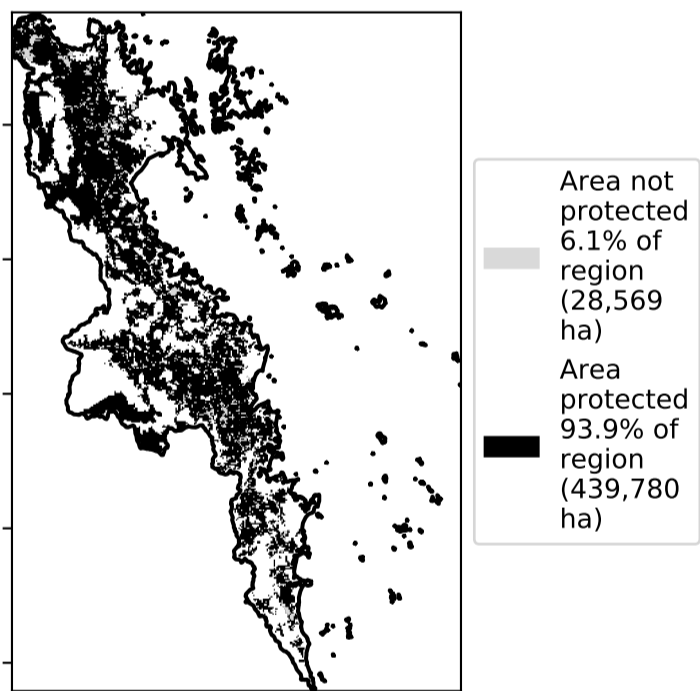 Area not
protected
6.1% of
region
(28,569
ha)
Area
protected
93.9% of
region
(439,780
ha)